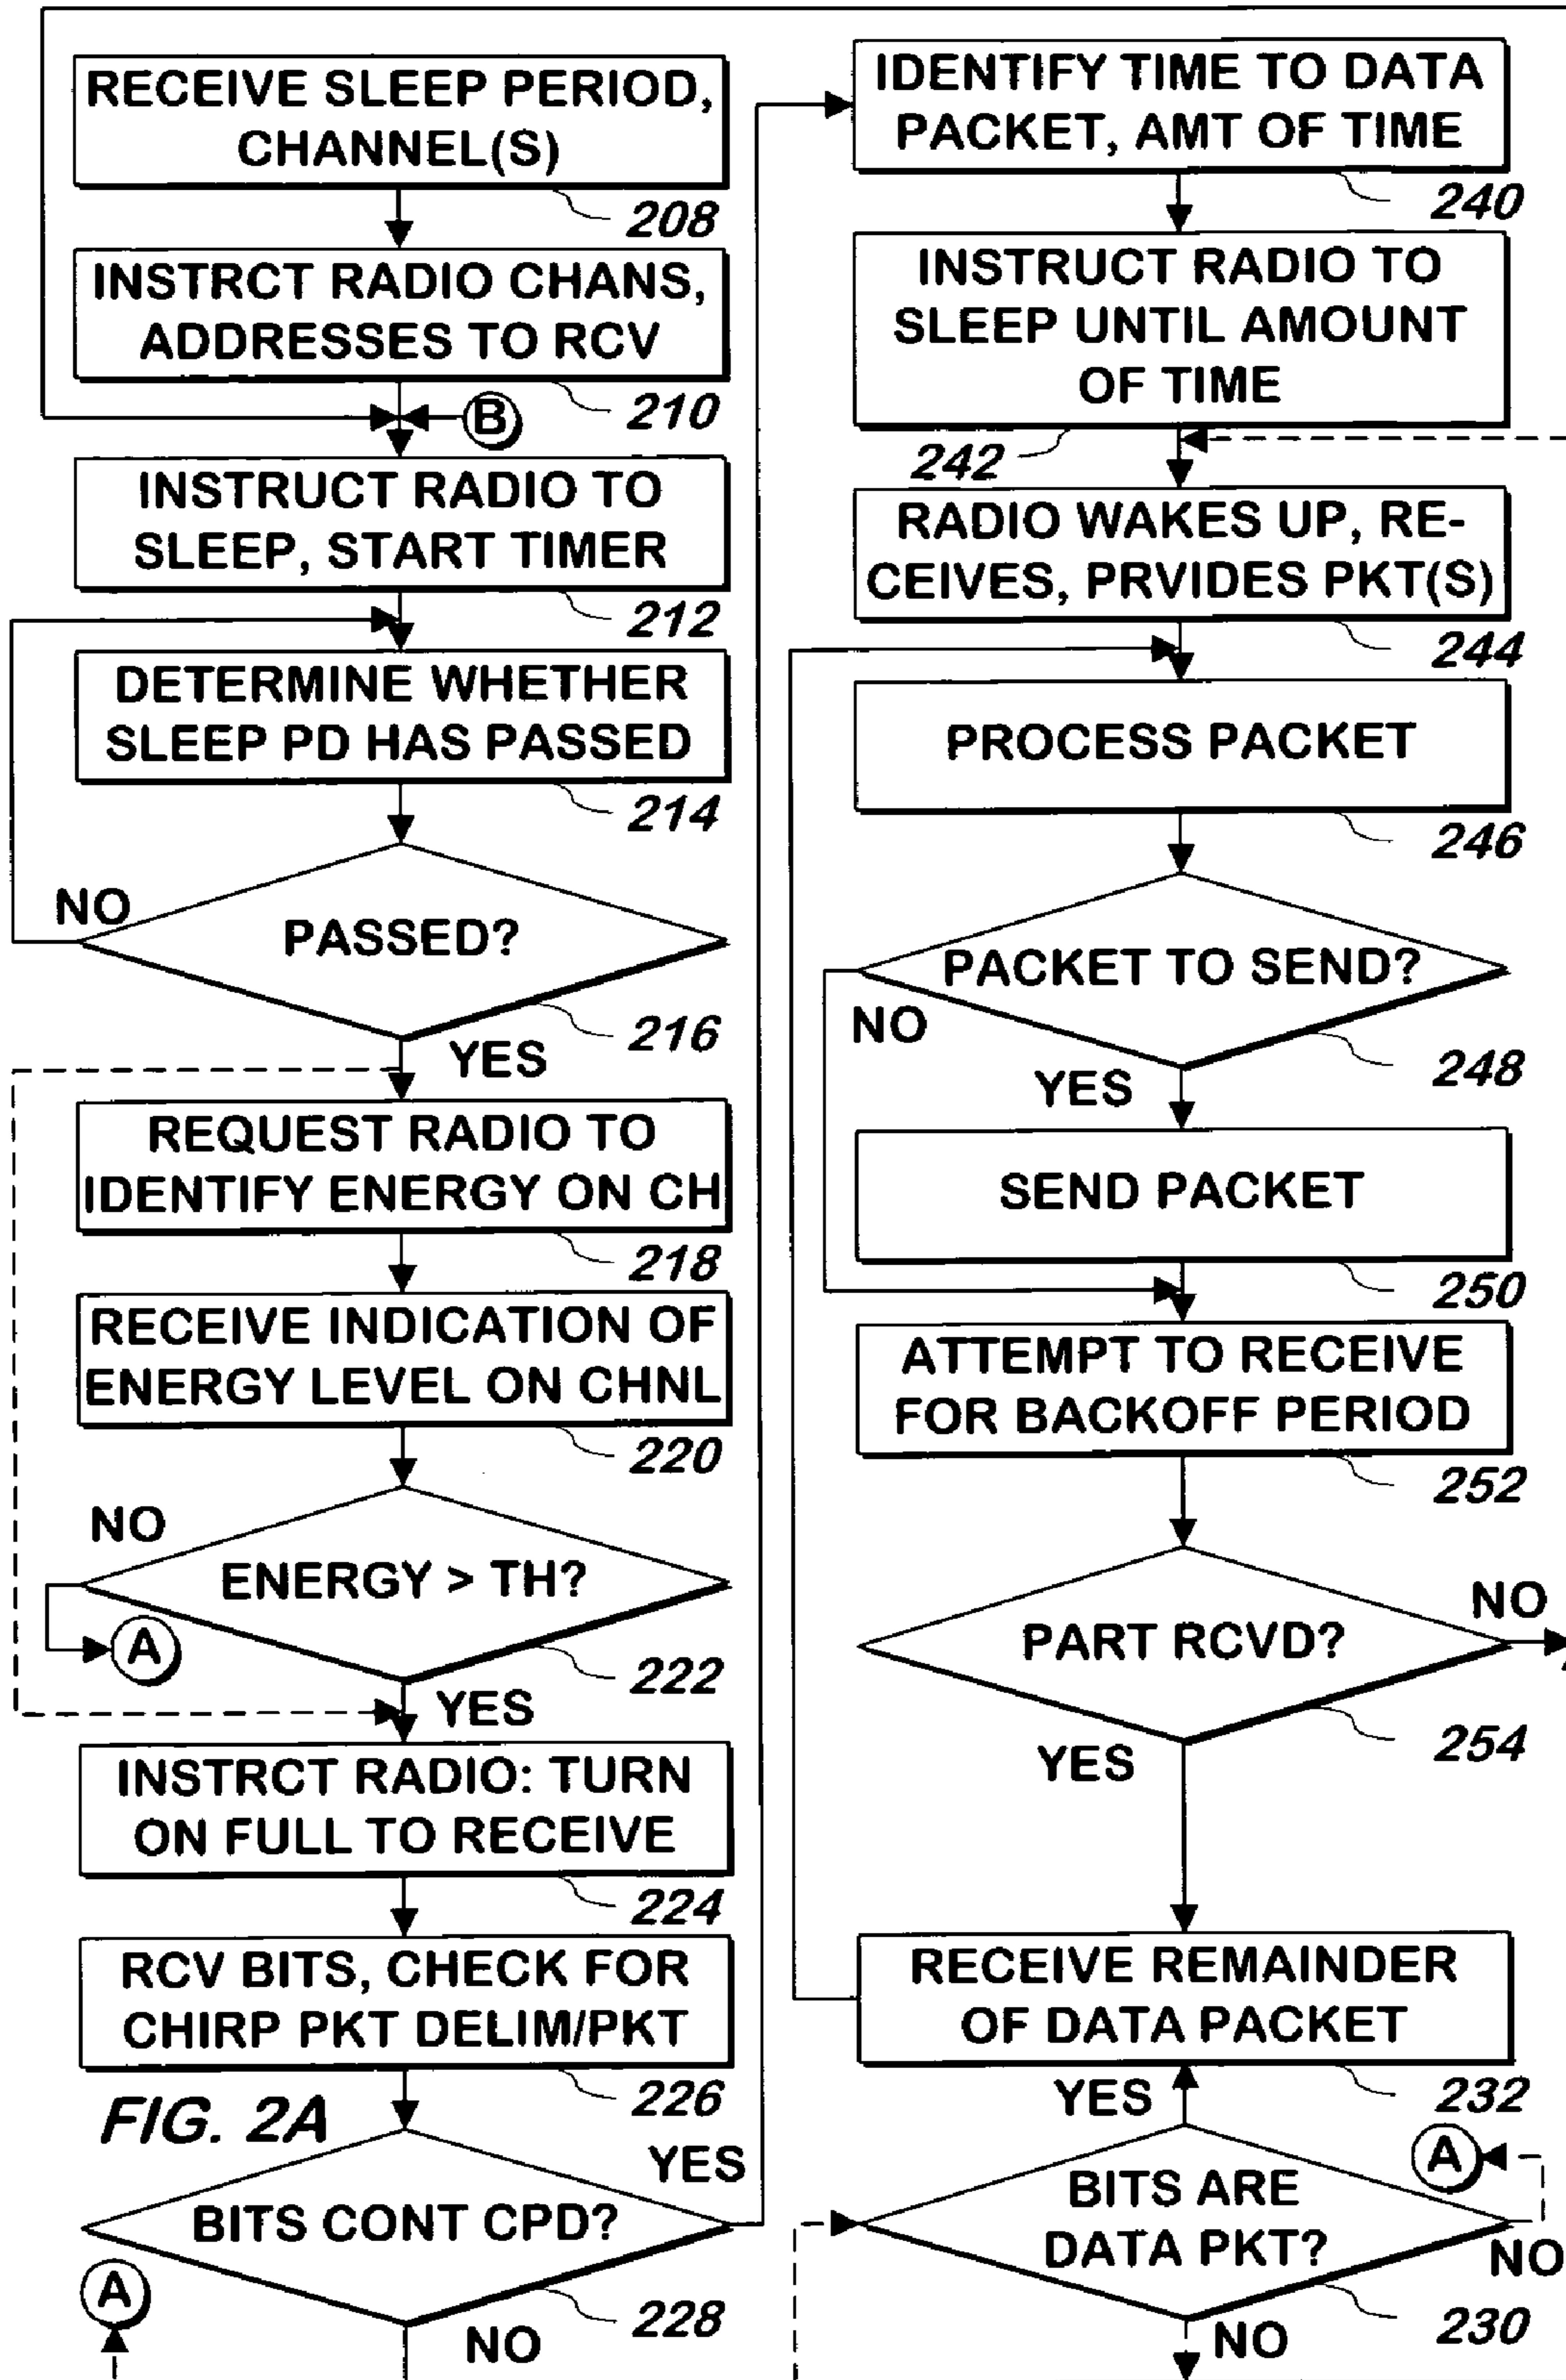 RECEIVE SLEEP PERIOD,
CHANNEL(S)
208
INSTRCT RADIO CHANS,
ADDRESSES TO RCV
210
B
INSTRUCT RADIO TO
SLEEP, START TIMER
212
DETERMINE WHETHER
SLEEP PD HAS PASSED
214
NO
PASSED?
216
YES
REQUEST RADIO TO
IDENTIFY ENERGY ON CH
218
RECEIVE INDICATION OF
ENERGY LEVEL ON CHNL
220
NO
ENERGY > TH?
A
222
YES
INSTRCT RADIO: TURN
ON FULL TO RECEIVE
224
RCV BITS, CHECK FOR
CHIRP PKT DELIM/PKT
226
FIG. 2A
YES
BITS CONT CPD?
A
228
NO
IDENTIFY TIME TO DATA
PACKET, AMT OF TIME
240
INSTRUCT RADIO TO
SLEEP UNTIL AMOUNT
OF TIME
242
RADIO WAKES UP, RE-
CEIVES, PRVIDES PKT(S)
244
PROCESS PACKET
246
PACKET TO SEND?
NO
248
YES
SEND PACKET
250
ATTEMPT TO RECEIVE
FOR BACKOFF PERIOD
252
NO
PART RCVD?
254
YES
RECEIVE REMAINDER
OF DATA PACKET
232
YES
A
BITS ARE
DATA PKT?
NO
230
NO